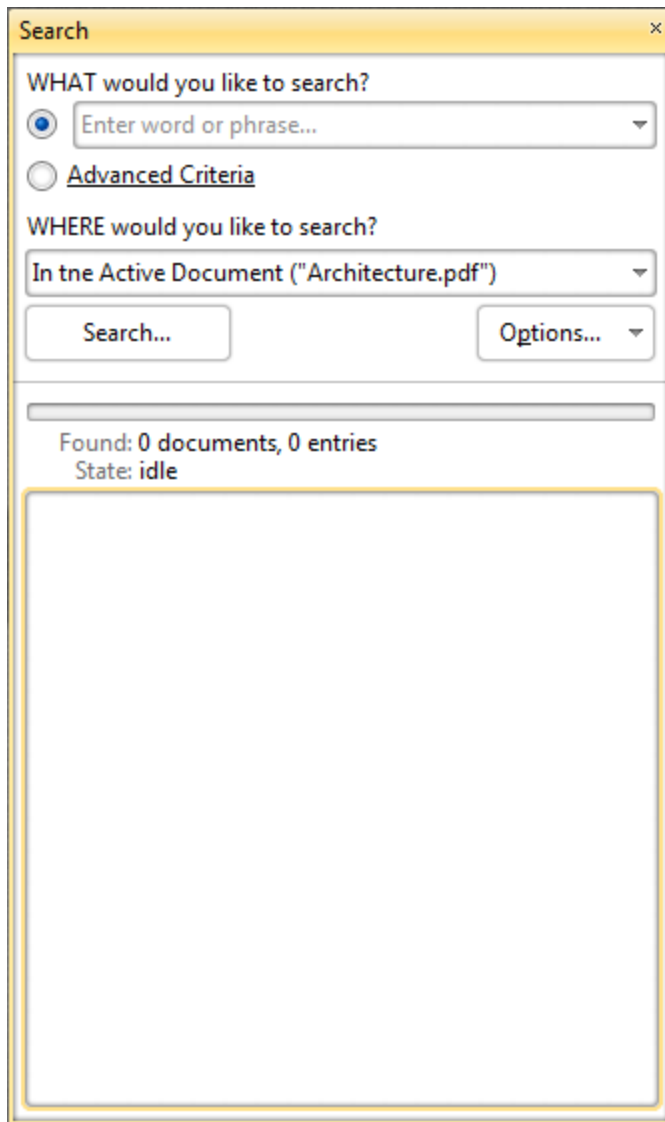 Search
WHAT would you like to search?
Enter word or phrase...
Advanced Criteria
WHERE would you like to search?
In tne Active Document ("Architecture.pdf")
Search...
Options...
Found: 0 documents, 0 entries
State: idle